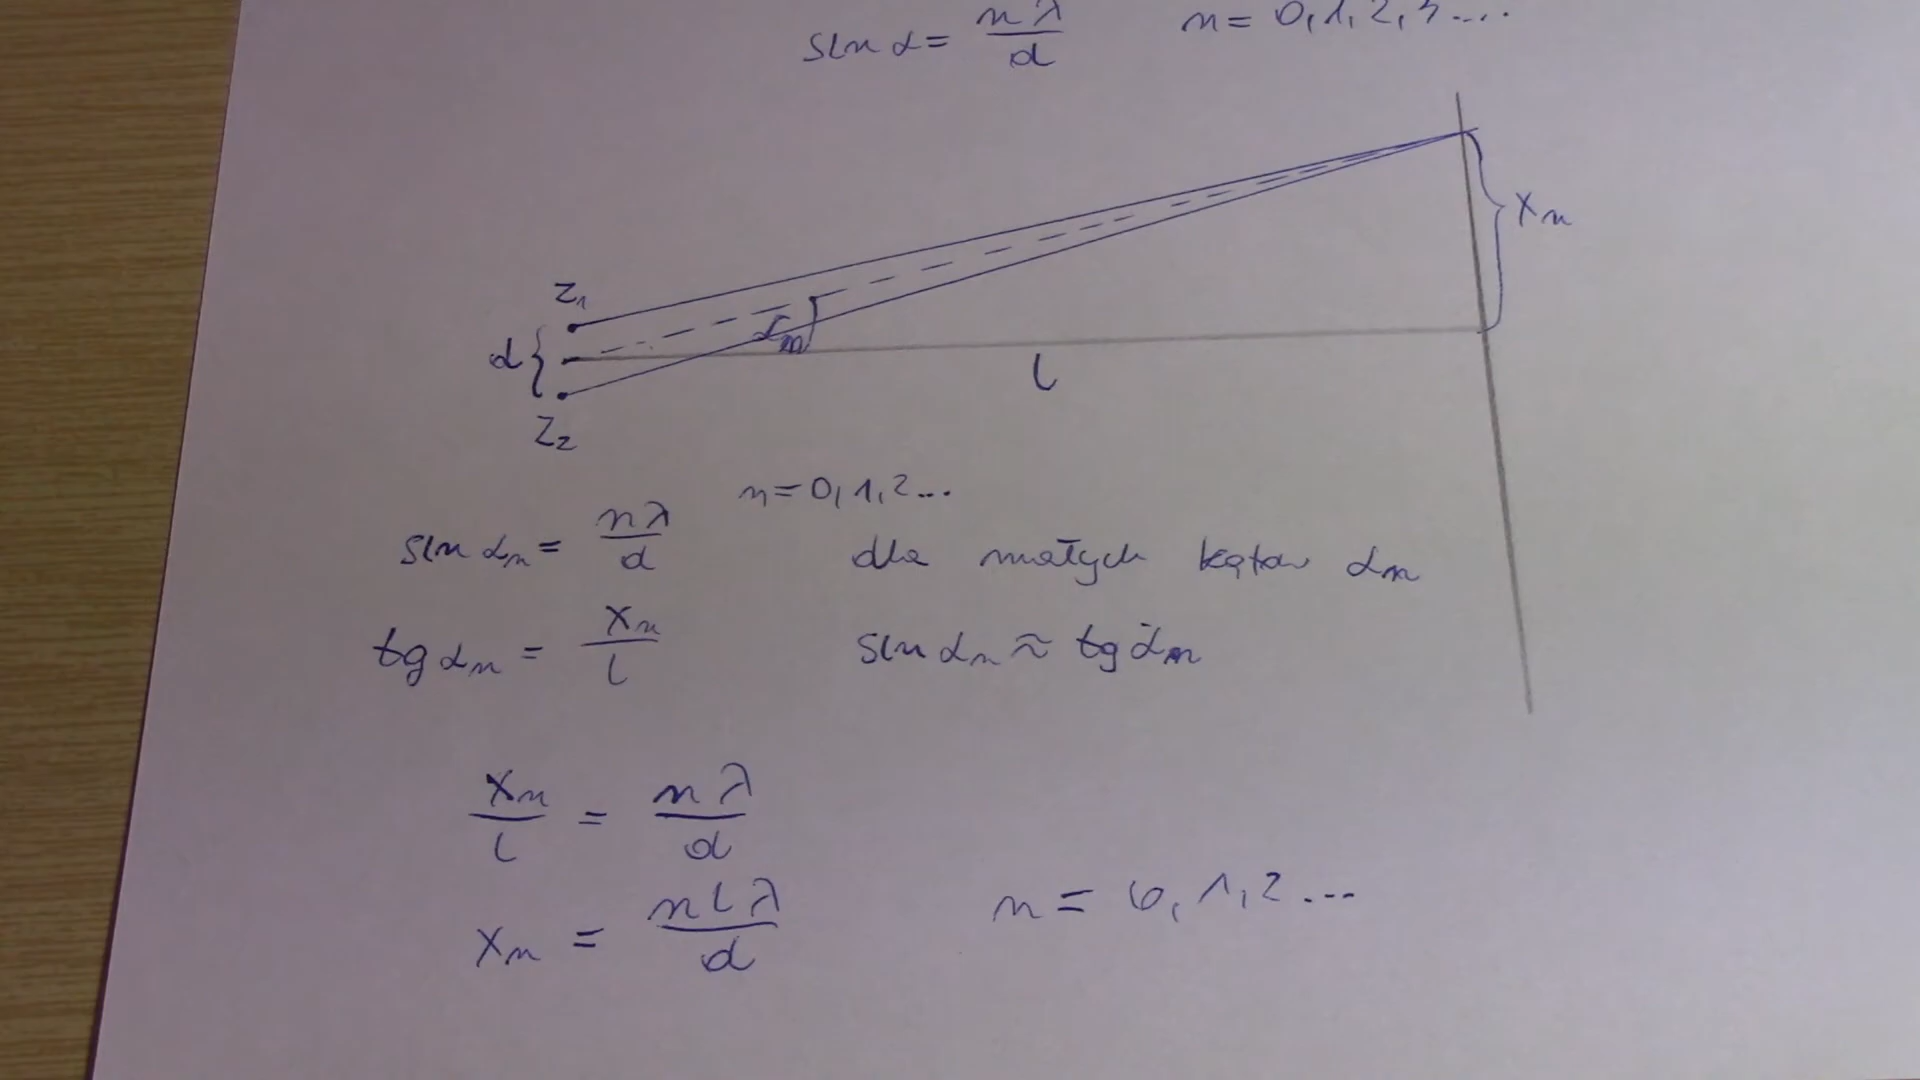 sin α = nλ/d   n = 0, 1, 2, 3 ....
xn
z1
d
αn
l
z2
n = 0, 1, 2 ...
sin αn = nλ/d   dla małych kątów αn
tg αn = xn/l   sin αn ≈ tg αn
xn/l = nλ/d
xn = nlλ/d   n = 0, 1, 2 ...